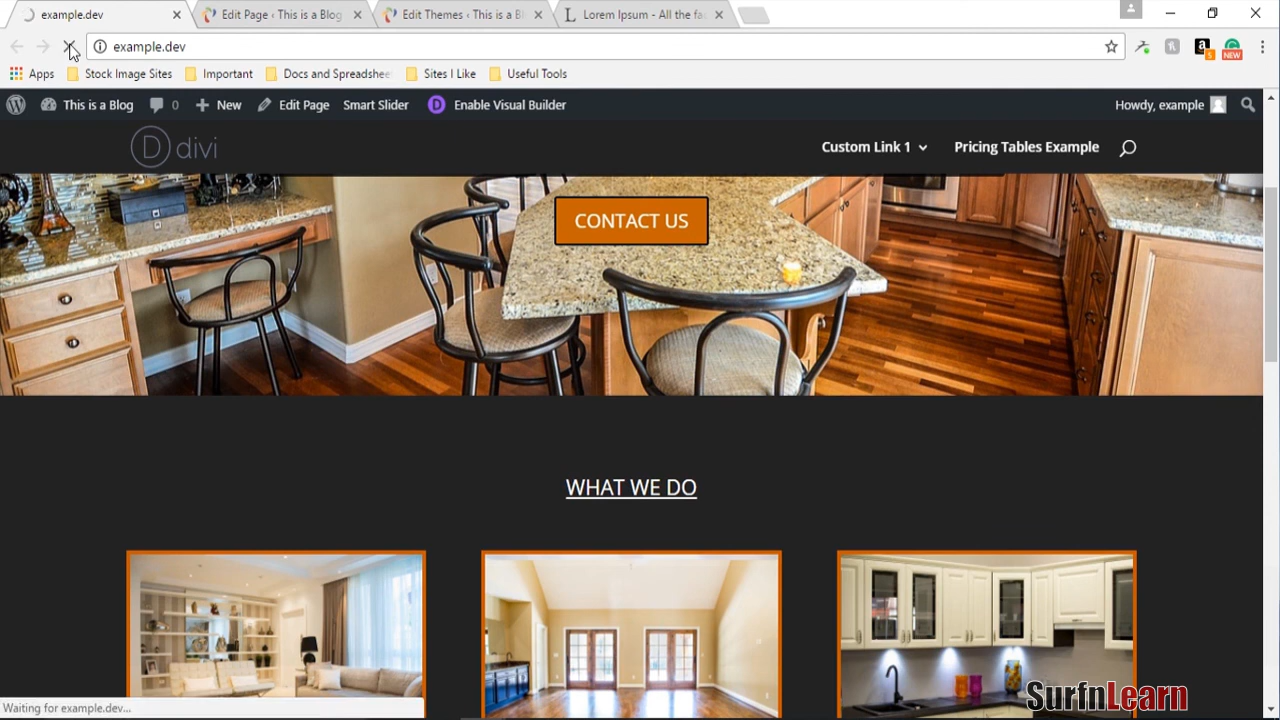 example.dev
Edit Page ‹ This is a Blog
Edit Themes ‹ This is a Bl
Lorem Ipsum - All the fa
example.dev
5
NEW
Apps
Stock Image Sites
Important
Docs and Spreadshee
Sites I Like
Useful Tools
This is a Blog
0
New
Edit Page
Smart Slider
D
Enable Visual Builder
Howdy, example
D divi
Custom Link 1
Pricing Tables Example
CONTACT US
WHAT WE DO
Waiting for example.dev...
SurfnLearn